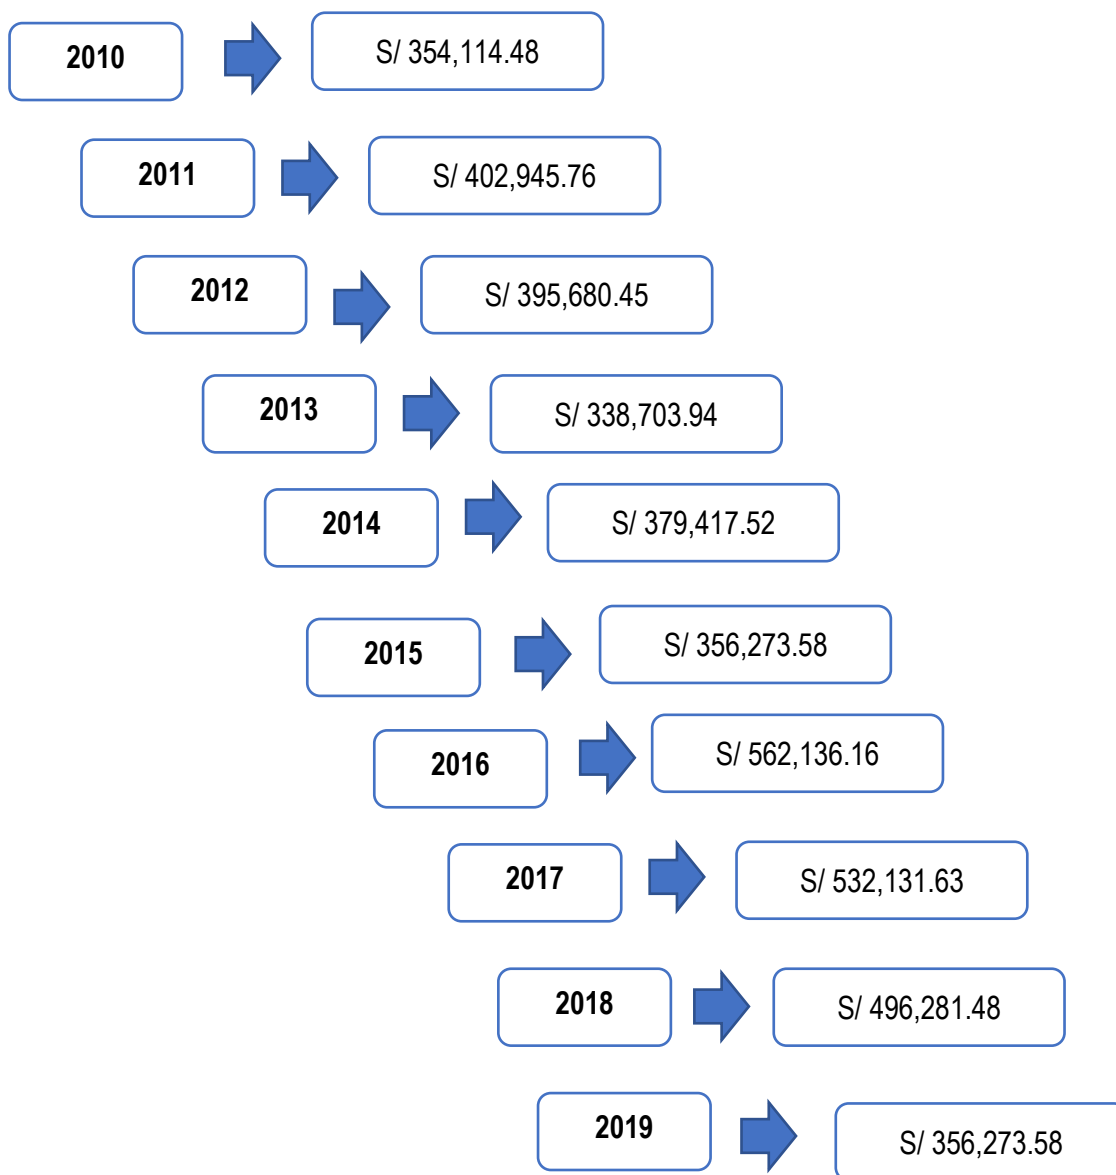 2010
S/ 354,114.48
2011
S/ 402,945.76
2012
S/ 395,680.45
2013
S/ 338,703.94
2014
S/ 379,417.52
2015
S/ 356,273.58
2016
S/ 562,136.16
2017
S/ 532,131.63
2018
S/ 496,281.48
2019
S/ 356,273.58